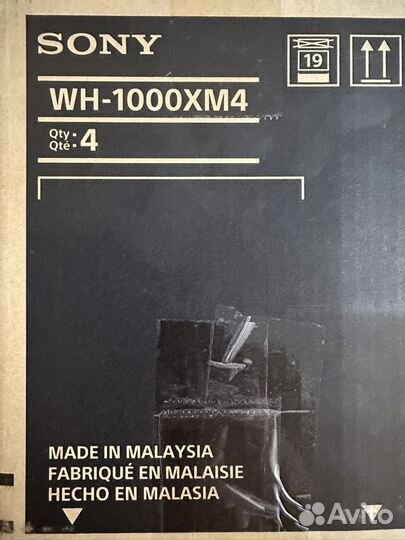 SONY
19
WH-1000XM4
Qty
Qté : 4
MADE IN MALAYSIA
FABRIQUÉ EN MALAISIE
HECHO EN MALASIA
Avito